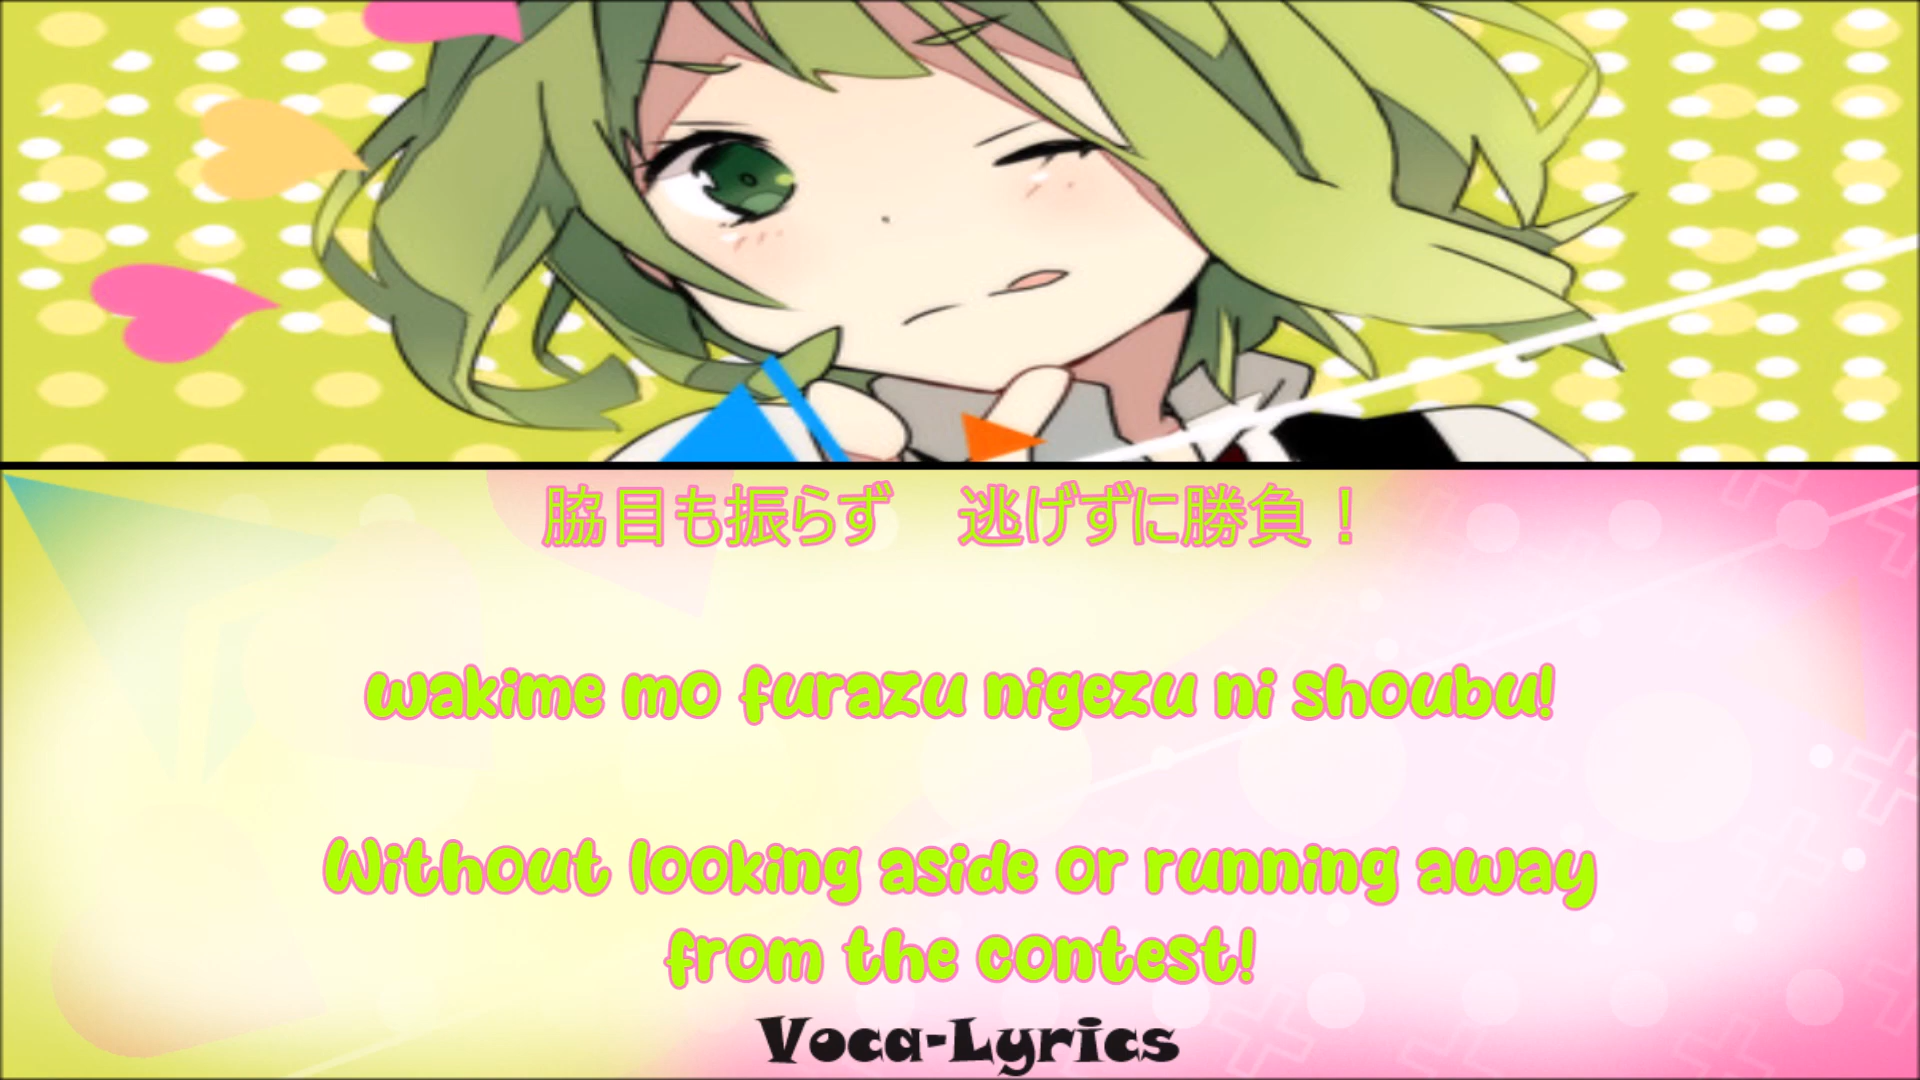 脇目も振らず　逃げずに勝負！
wakime mo furazu nigezu ni shoubu!
Without looking aside or running away
from the contest!
Voca-Lyrics